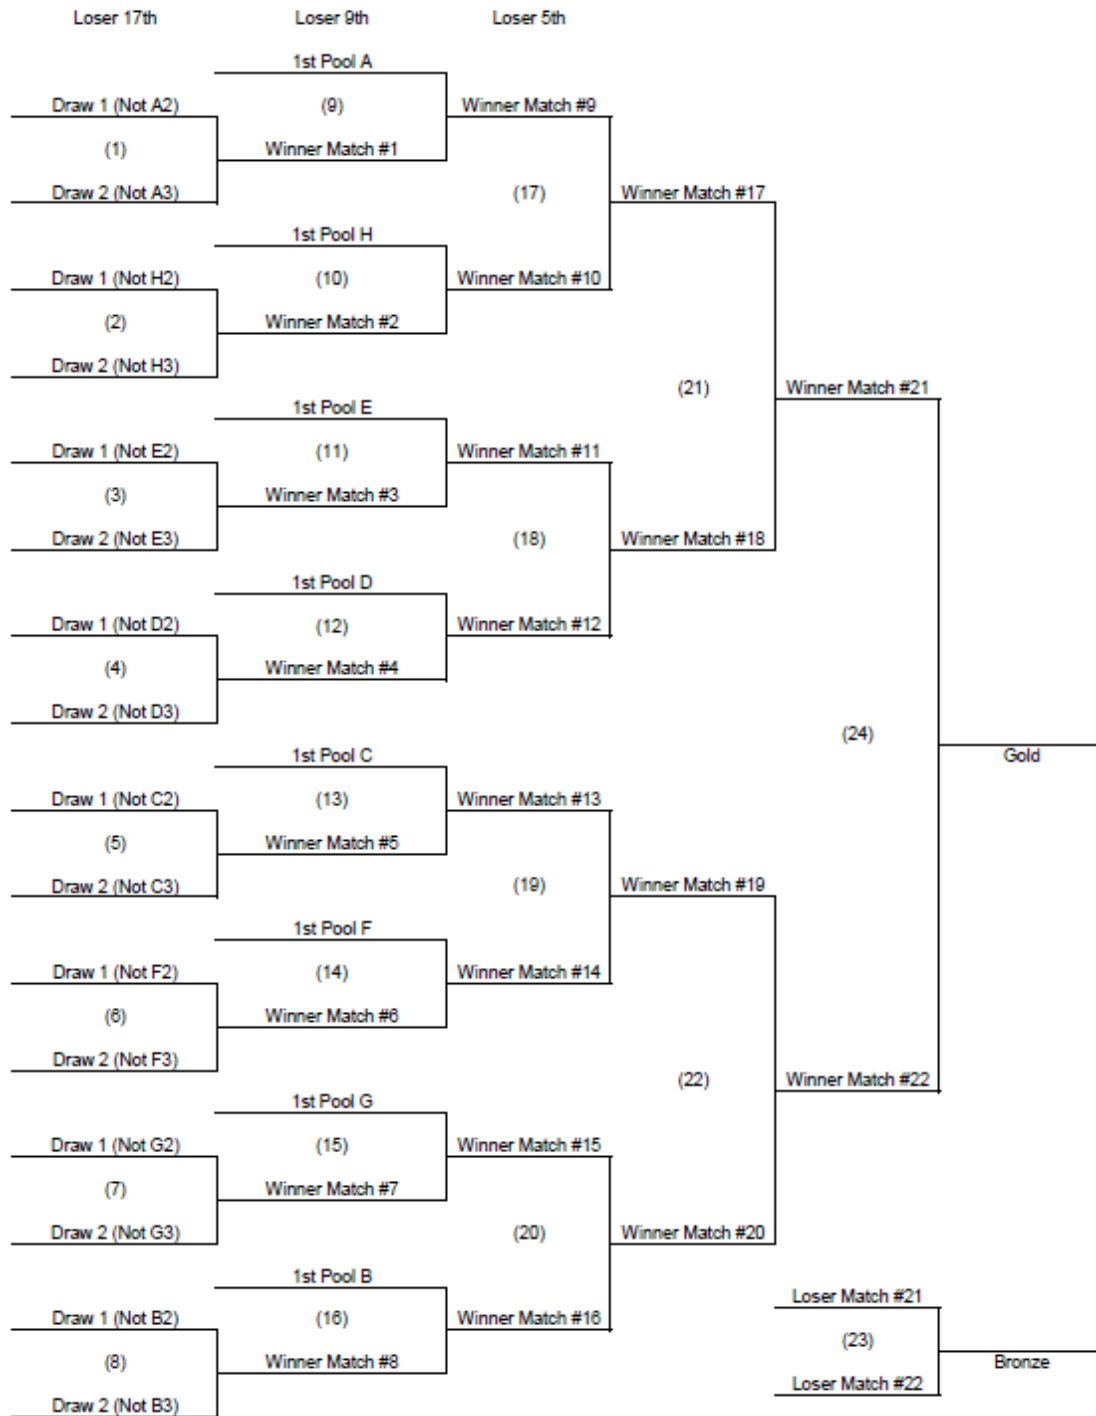 Loser 17th Loser 9th Loser 5th
1st Pool A
Draw 1 (Not A2) (9) Winner Match #9
(1) Winner Match #1
Draw 2 (Not A3) (17) Winner Match #17
1st Pool H
Draw 1 (Not H2) (10) Winner Match #10
(2) Winner Match #2
Draw 2 (Not H3)
(21) Winner Match #21
1st Pool E
Draw 1 (Not E2) (11) Winner Match #11
(3) Winner Match #3
Draw 2 (Not E3) (18) Winner Match #18
1st Pool D
Draw 1 (Not D2) (12) Winner Match #12
(4) Winner Match #4
Draw 2 (Not D3)
(24)
1st Pool C Gold
Draw 1 (Not C2) (13) Winner Match #13
(5) Winner Match #5
Draw 2 (Not C3) (19) Winner Match #19
1st Pool F
Draw 1 (Not F2) (14) Winner Match #14
(6) Winner Match #6
Draw 2 (Not F3)
(22) Winner Match #22
1st Pool G
Draw 1 (Not G2) (15) Winner Match #15
(7) Winner Match #7
Draw 2 (Not G3) (20) Winner Match #20
1st Pool B
Loser Match #21
Draw 1 (Not B2) (16) Winner Match #16
(23)
(8) Winner Match #8 Bronze
Loser Match #22
Draw 2 (Not B3)